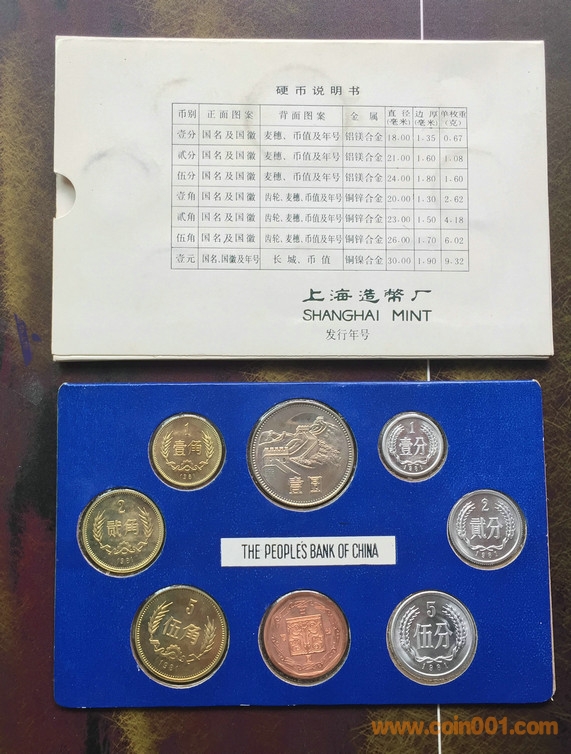 硬币说明书
币别 正面图案 背面图案 金属 直径(毫米) 边厚(毫米) 单枚重(克)
壹分 国名及国徽 麦穗、币值及年号 铝镁合金 18.00 1.35 0.67
贰分 国名及国徽 麦穗、币值及年号 铝镁合金 21.00 1.60 1.08
伍分 国名及国徽 麦穗、币值及年号 铝镁合金 24.00 1.80 1.60
壹角 国名及国徽 齿轮、麦穗、币值及年号 铜锌合金 20.00 1.30 2.62
贰角 国名及国徽 齿轮、麦穗、币值及年号 铜锌合金 23.00 1.50 4.18
伍角 国名及国徽 齿轮、麦穗、币值及年号 铜锌合金 26.00 1.70 6.02
壹元 国名、国徽及年号 长城、币值 铜镍合金 30.00 1.90 9.32
上海造幣厂
SHANGHAI MINT
发行年号
1
壹角
1981
壹圆
1
壹分
1981
2
貳角
1981
THE PEOPLE'S BANK OF CHINA
2
貳分
1981
5
伍角
1981
5
伍分
1981
www.coin001.com